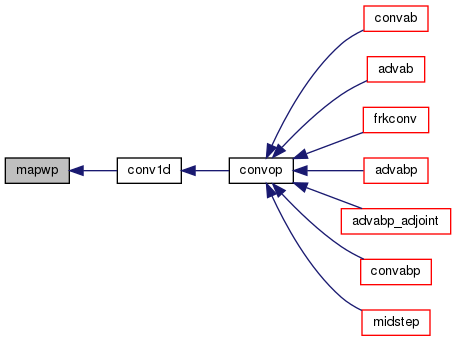 convab
advab
frkconv
mapwp
conv1d
convop
advabp
advabp_adjoint
convabp
midstep